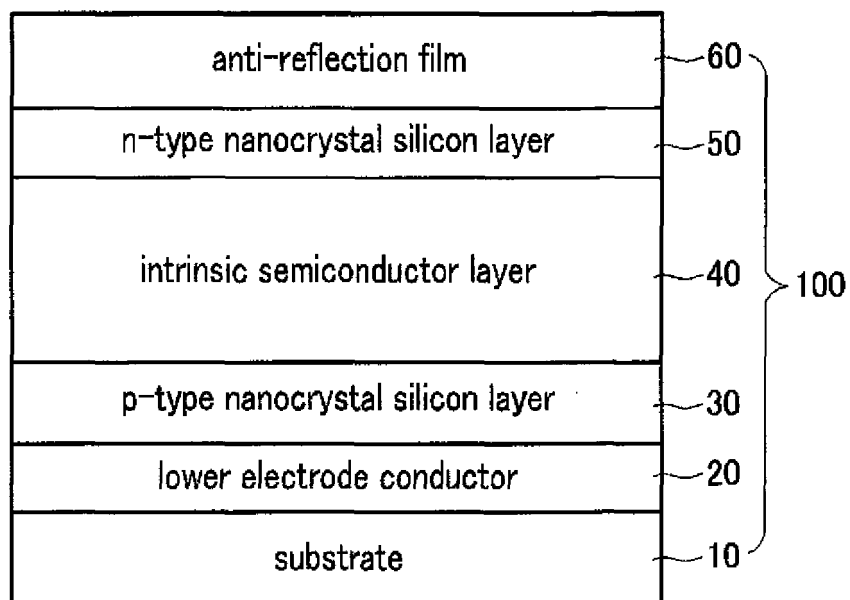 anti-reflection film 60
n-type nanocrystal silicon layer 50
intrinsic semiconductor layer 40
100
p-type nanocrystal silicon layer 30
lower electrode conductor 20
substrate 10